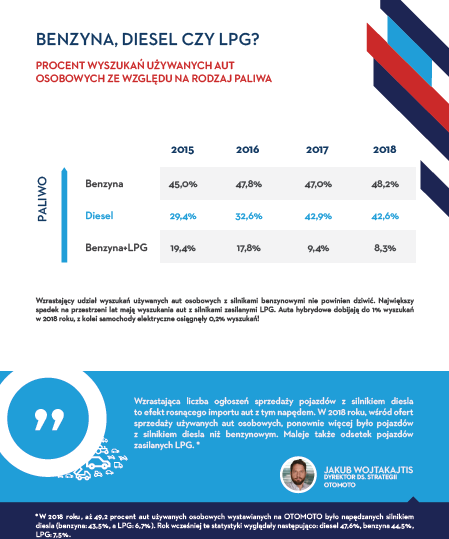 BENZYNA, DIESEL CZY LPG?
PROCENT WYSZUKAŃ UŻYWANYCH AUT
OSOBOWYCH ZE WZGLĘDU NA RODZAJ PALIWA
2015 2016 2017 2018
PALIWO
Benzyna 45,0% 47,8% 47,0% 48,2%
Diesel 29,4% 32,6% 42,9% 42,6%
Benzyna+LPG 19,4% 17,8% 9,4% 8,3%
Wzrastający udział wyszukań używanych aut osobowych z silnikami benzynowymi nie powinien dziwić. Największy
spadek na przestrzeni lat mają wyszukania aut z silnikami zasilanymi LPG. Auta hybrydowe dobijają do 1% wyszukań
w 2018 roku, z kolei samochody elektryczne osiągnęły 0,2% wyszukań!
Wzrastająca liczba ogłoszeń sprzedaży pojazdów z silnikiem diesla
to efekt rosnącego importu aut z tym napędem. W 2018 roku, wśród ofert
sprzedaży używanych aut osobowych, ponownie więcej było pojazdów
z silnikiem diesla niż benzynowym. Maleje także odsetek pojazdów
zasilanych LPG. *
JAKUB WOJTAKAJTIS
DYREKTOR DS. STRATEGII
OTOMOTO
*W 2018 roku, aż 49,2 procent aut używanych osobowych wystawianych na OTOMOTO było napędzanych silnikiem
diesla (benzyna: 43,5%, a LPG: 6,7%). Rok wcześniej te statystyki wyglądały następująco: diesel 47,6%, benzyna 44,5%,
LPG: 7,5%.